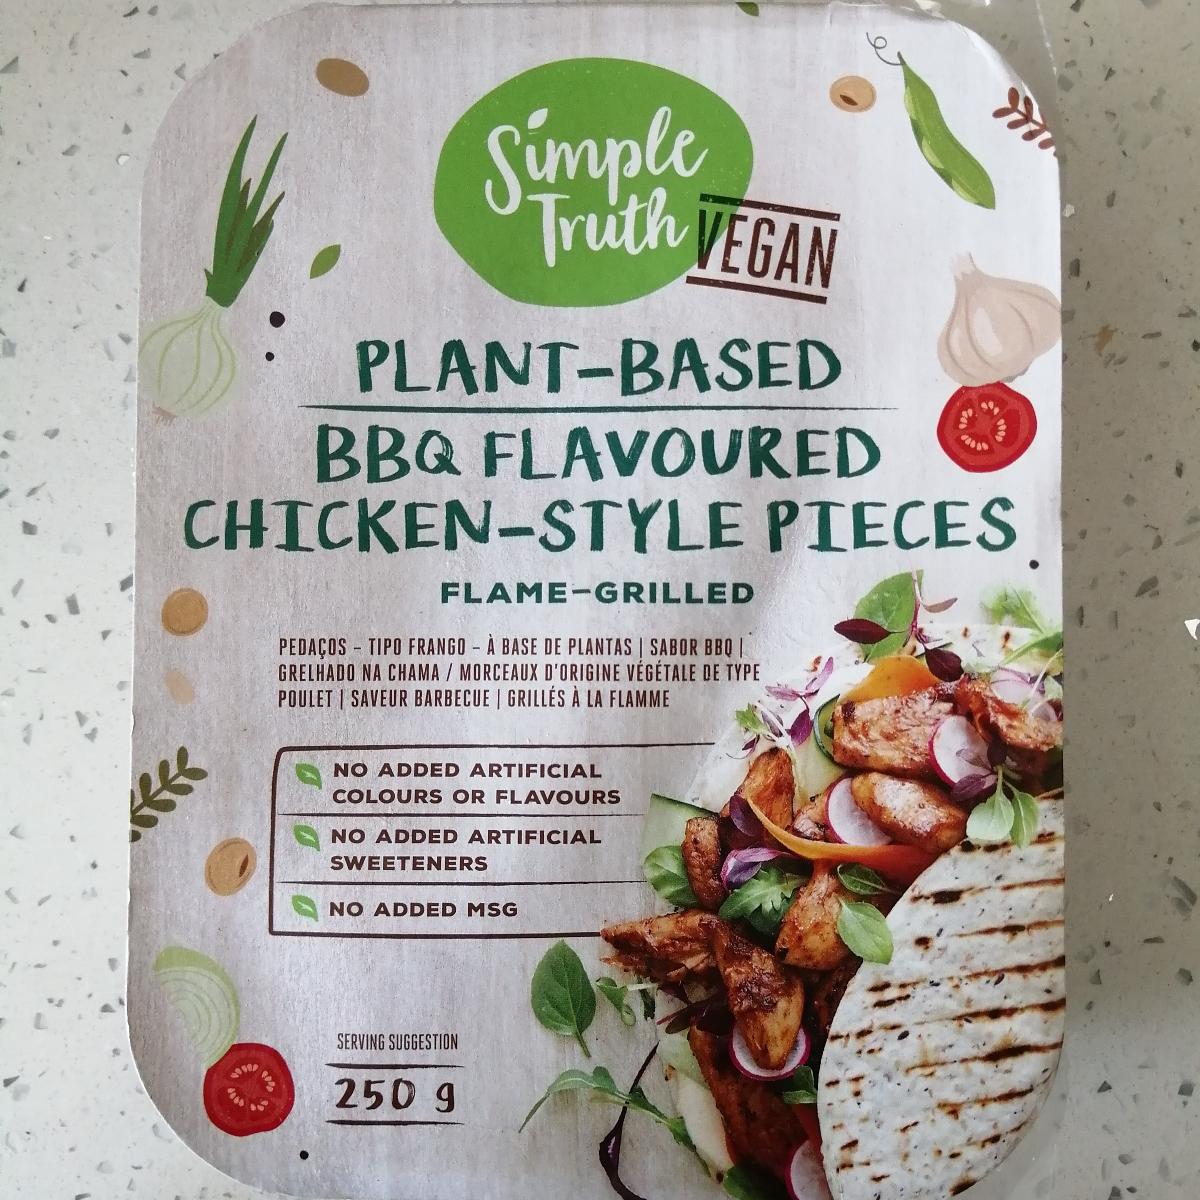 Simple
Truth
VEGAN
PLANT-BASED
BBQ FLAVOURED
CHICKEN-STYLE PIECES
FLAME-GRILLED
PEDAÇOS – TIPO FRANGO – À BASE DE PLANTAS | SABOR BBQ |
GRELHADO NA CHAMA / MORCEAUX D'ORIGINE VÉGÉTALE DE TYPE
POULET | SAVEUR BARBECUE | GRILLÉS À LA FLAMME
NO ADDED ARTIFICIAL
COLOURS OR FLAVOURS
NO ADDED ARTIFICIAL
SWEETENERS
NO ADDED MSG
SERVING SUGGESTION
250 g